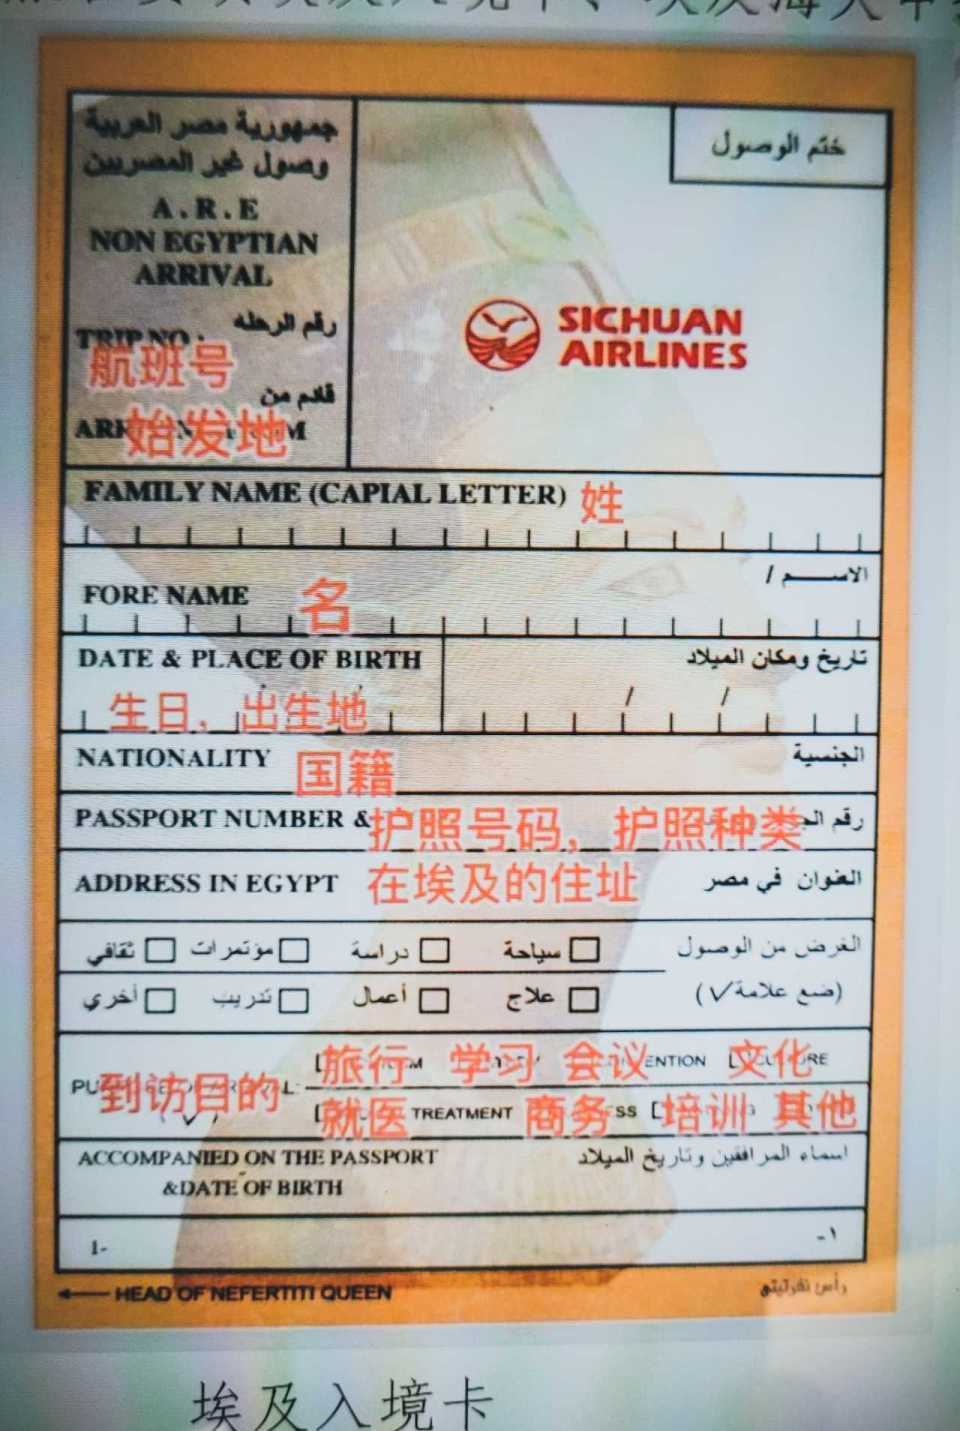 جمهورية مصر العربية
وصول غير المصريين
A.R.E
NON EGYPTIAN
ARRIVAL
رقم الرحله
TRIP NO :
航班号
قادم من
始发地
ختم الوصول
SICHUAN
AIRLINES
FAMILY NAME (CAPIAL LETTER) 姓
الاســـــم /
FORE NAME 名
DATE & PLACE OF BIRTH تاريخ ومكان الميلاد
生日，出生地 / /
NATIONALITY 国籍 الجنسية
PASSPORT NUMBER & 护照号码，护照种类 رقم
ADDRESS IN EGYPT 在埃及的住址 العنوان في مصر
الغرض من الوصول سياحة دراسة مؤتمرات ثقافي
(ضع علامة √) علاج أعمال تدريب أخري
旅行 学习 会议 文化
到访目的
就医 TREATMENT 商务 培训 其他
ACCOMPANIED ON THE PASSPORT اسماء المرافقين وتاريخ الميلاد
&DATE OF BIRTH
1- ١-
HEAD OF NEFERTITI QUEEN رأس نفرتيتى
埃及入境卡